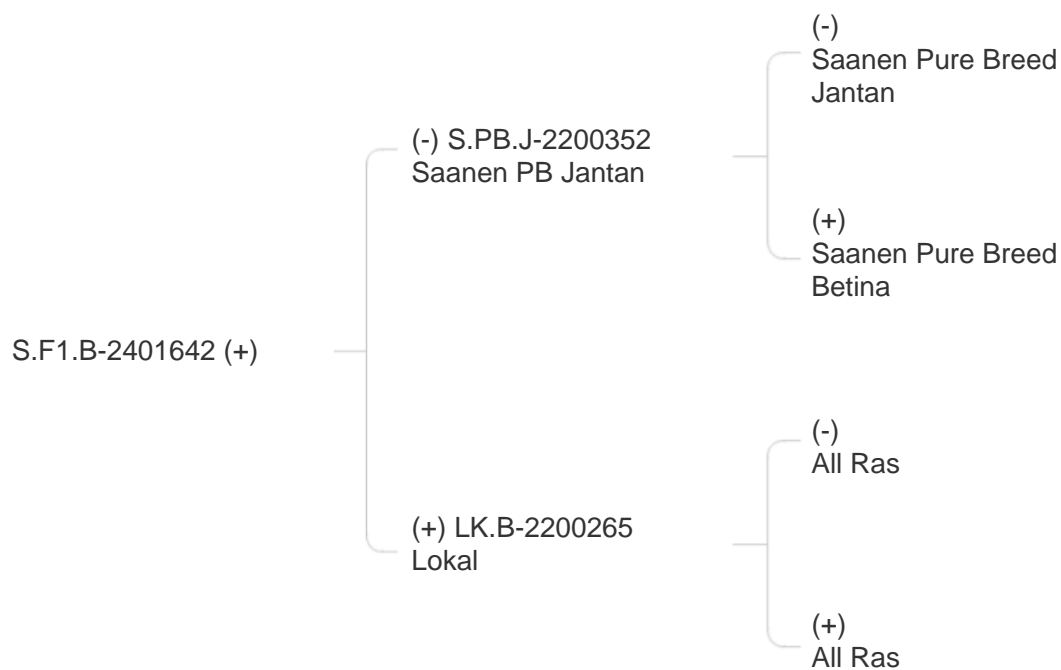 S.F1.B-2401642 (+)
(-) S.PB.J-2200352
Saanen PB Jantan
(-)
Saanen Pure Breed
Jantan
(+)
Saanen Pure Breed
Betina
(+) LK.B-2200265
Lokal
(-)
All Ras
(+)
All Ras